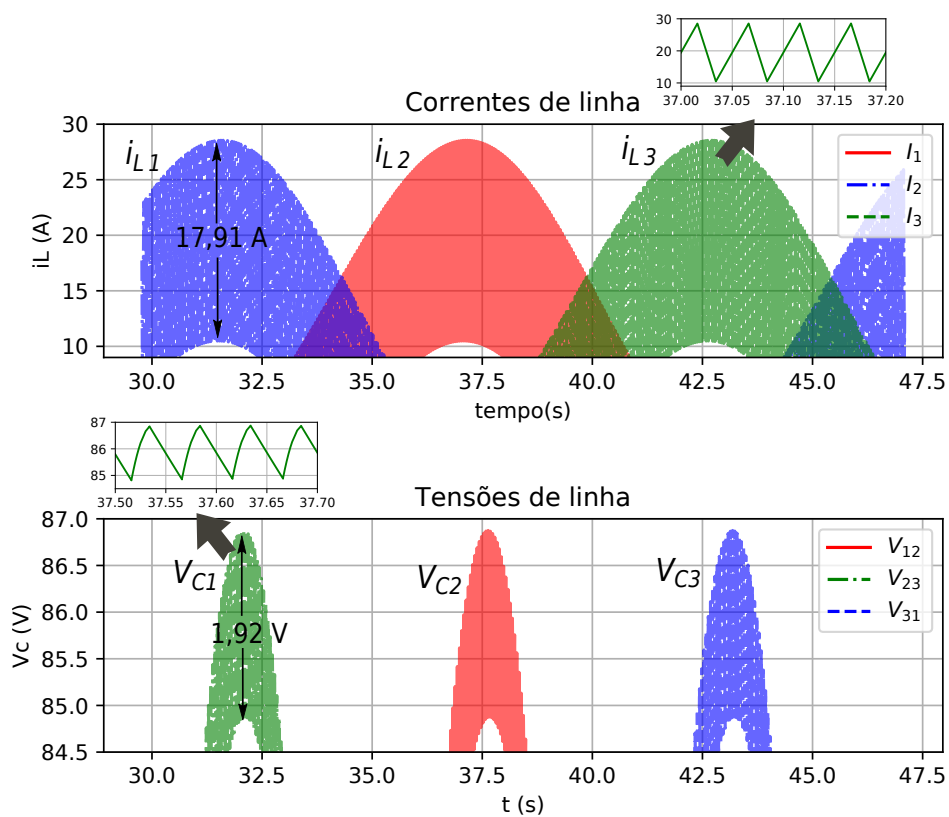 30
20
10
37.00 37.05 37.10 37.15 37.20
Correntes de linha
iL (A)
30
25
20
15
10
iL1
iL2
iL3
17,91 A
I1
I2
I3
30.0 32.5 35.0 37.5 40.0 42.5 45.0 47.5
tempo(s)
87
86
85
37.50 37.55 37.60 37.65 37.70
Tensões de linha
Vc (V)
87.0
86.5
86.0
85.5
85.0
84.5
VC1
VC2
VC3
1,92 V
V12
V23
V31
30.0 32.5 35.0 37.5 40.0 42.5 45.0 47.5
t (s)